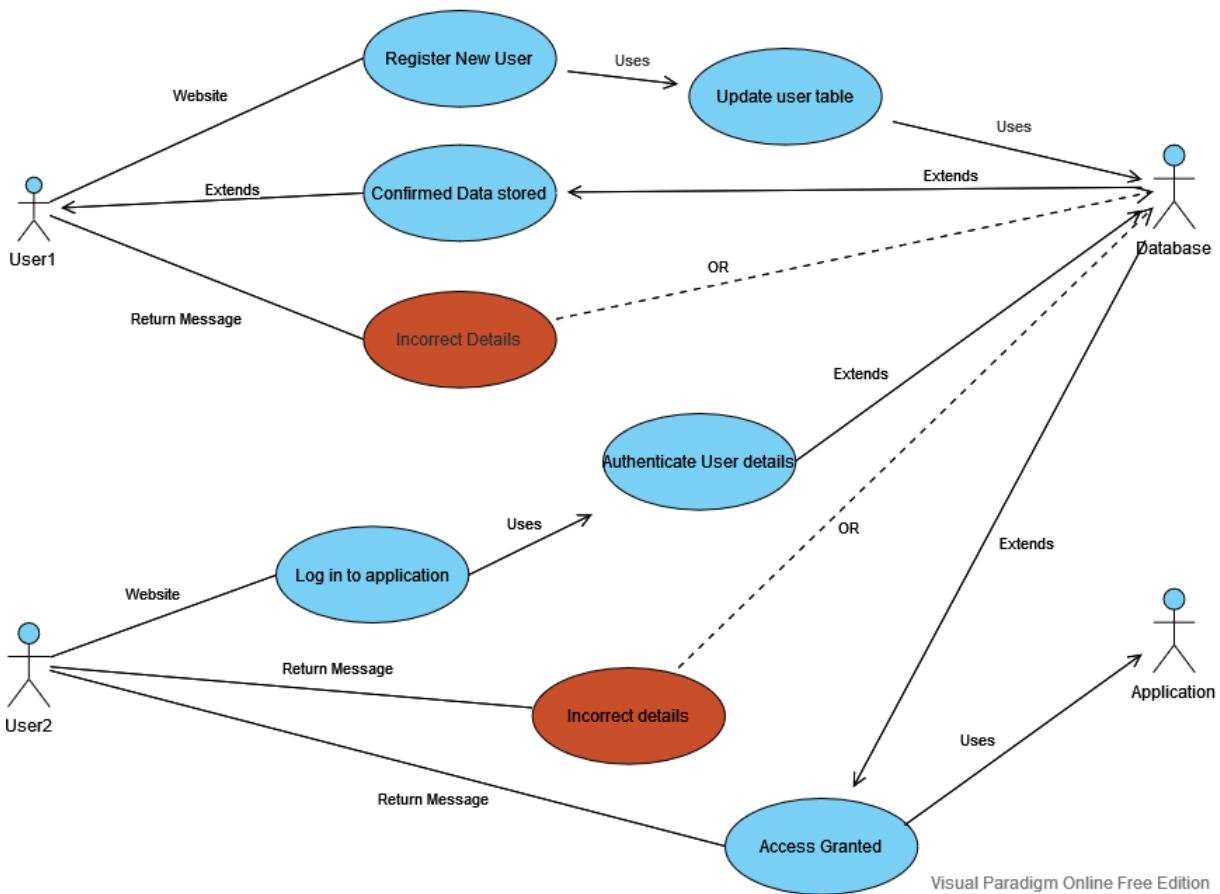 Register New User
Uses
Update user table
Website
Uses
Extends
Confirmed Data stored
Extends
User1
Database
OR
Return Message
Incorrect Details
Extends
Authenticate User details
Uses
OR
Extends
Log in to application
Website
Return Message
User2
Incorrect details
Application
Uses
Return Message
Access Granted
Visual Paradigm Online Free Edition